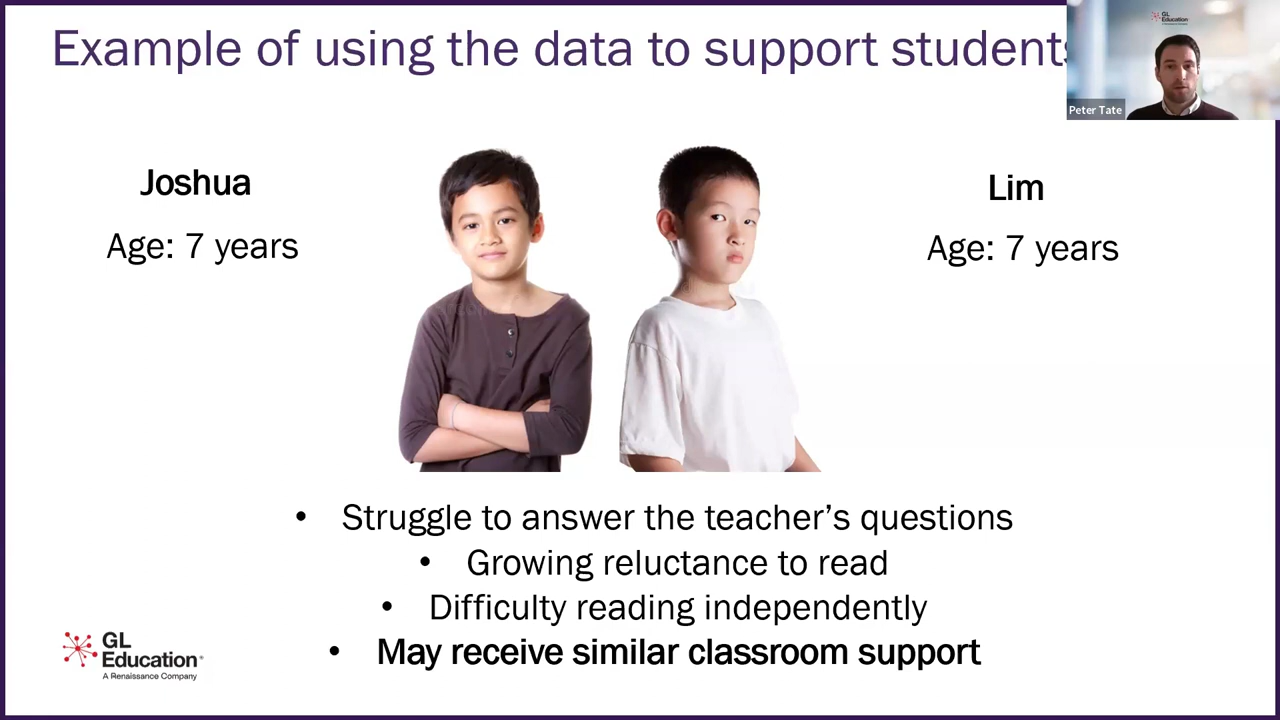 Example of using the data to support students
GL
Education
Peter Tate
Joshua
Age: 7 years
Lim
Age: 7 years
• Struggle to answer the teacher’s questions
• Growing reluctance to read
• Difficulty reading independently
• May receive similar classroom support
GL
Education
A Renaissance Company